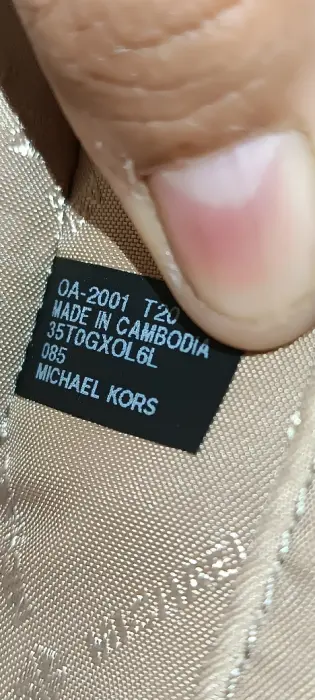 OA-2001 T20
MADE IN CAMBODIA
35T0GXOL6L
085
MICHAEL KORS